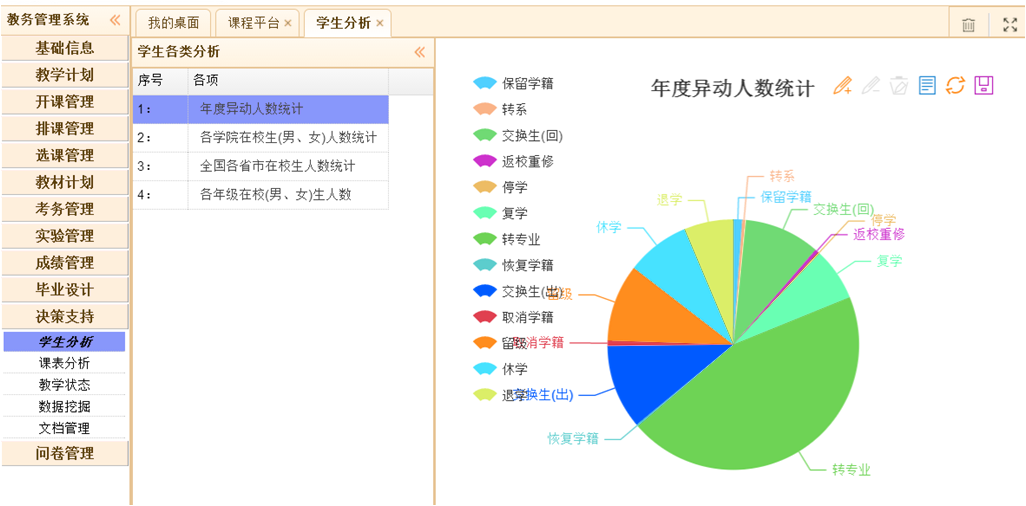 教务管理系统
基础信息
教学计划
开课管理
排课管理
选课管理
教材计划
考务管理
实验管理
成绩管理
毕业设计
决策支持
学生分析
课表分析
教学状态
数据挖掘
文档管理
问卷管理
我的桌面
课程平台
学生分析
学生各类分析
序号 各项
1： 年度异动人数统计
2： 各学院在校生(男、女)人数统计
3： 全国各省市在校生人数统计
4： 各年级在校(男、女)生人数
年度异动人数统计
保留学籍
转系
交换生(回)
返校重修
停学
复学
转专业
恢复学籍
交换生(出)
取消学籍
留级
休学
退学
转系
保留学籍
交换生(回)
停学
返校重修
复学
转专业
恢复学籍
交换生(出)
取消学籍
留级
休学
退学